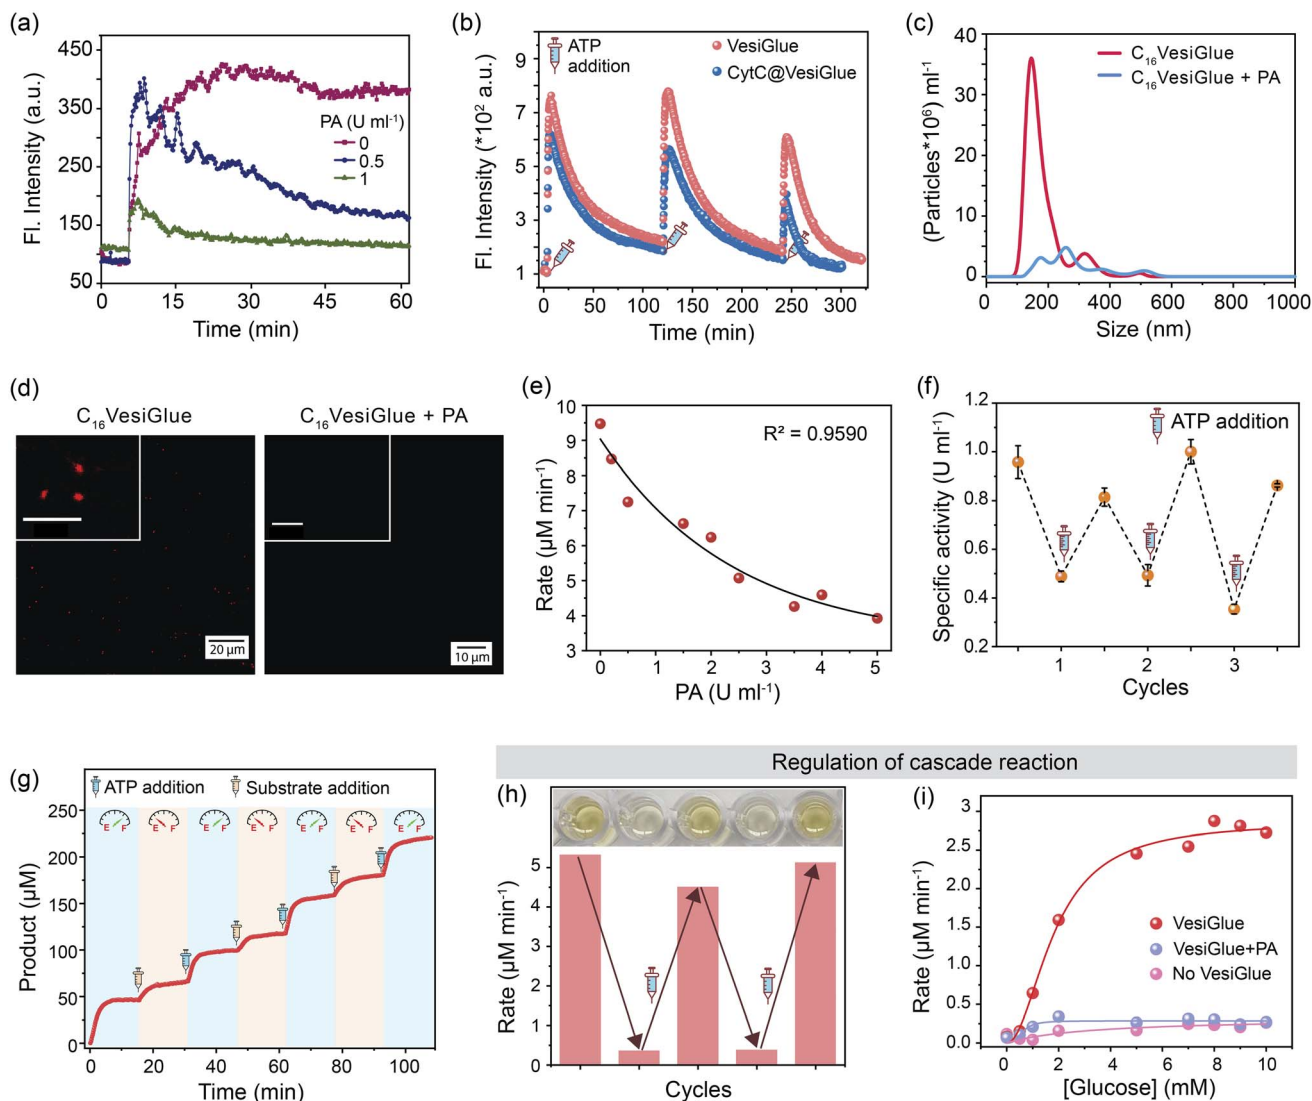 (a)
450
350
250
150
50
Fl. Intensity (a.u.)
PA (U ml⁻¹)
0
0.5
1
0 15 30 45 60
Time (min)
(b)
9
7
5
3
1
Fl. Intensity (*10² a.u.)
ATP
addition
VesiGlue
CytC@VesiGlue
0 50 100 150 200 250 300
Time (min)
(c)
40
30
20
10
0
(Particles*10⁶) ml⁻¹
C₁₆VesiGlue
C₁₆VesiGlue + PA
0 200 400 600 800 1000
Size (nm)
(d)
C₁₆VesiGlue
C₁₆VesiGlue + PA
20 µm
10 µm
(e)
10
9
8
7
6
5
4
3
Rate (µM min⁻¹)
R² = 0.9590
0 1 2 3 4 5
PA (U ml⁻¹)
(f)
1.2
1.0
0.8
0.6
0.4
0.2
Specific activity (U ml⁻¹)
ATP addition
1 2 3
Cycles
(g)
ATP addition
Substrate addition
250
200
150
100
50
0
Product (µM)
E F E F E F E F E F E F E F
0 20 40 60 80 100
Time (min)
Regulation of cascade reaction
(h)
5
4
3
2
1
0
Rate (µM min⁻¹)
Cycles
(i)
3
2.5
2
1.5
1
0.5
0.0
Rate (µM min⁻¹)
VesiGlue
VesiGlue+PA
No VesiGlue
0 2 4 6 8 10
[Glucose] (mM)